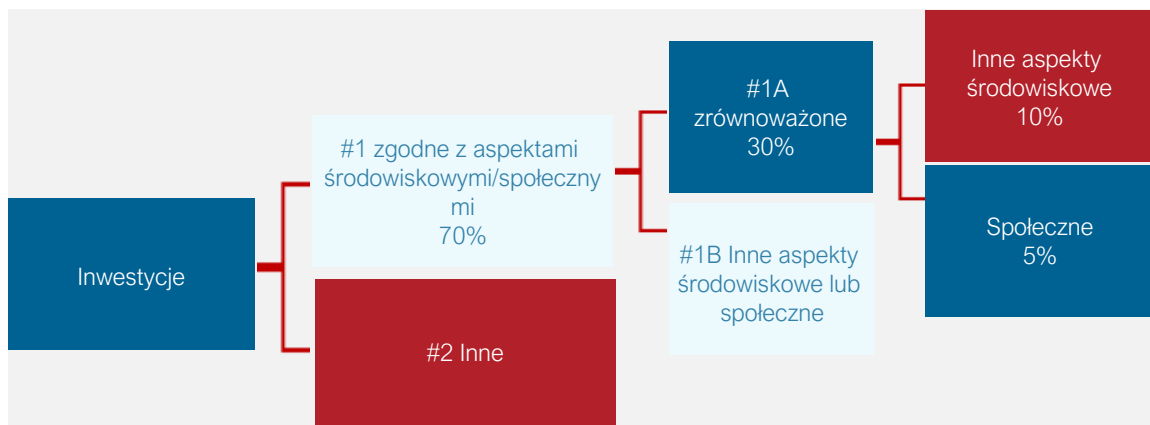 Inwestycje
#1 zgodne z aspektami
środowiskowymi/społeczny
mi
70%
#2 Inne
#1A
zrównoważone
30%
#1B Inne aspekty
środowiskowe lub
społeczne
Inne aspekty
środowiskowe
10%
Społeczne
5%